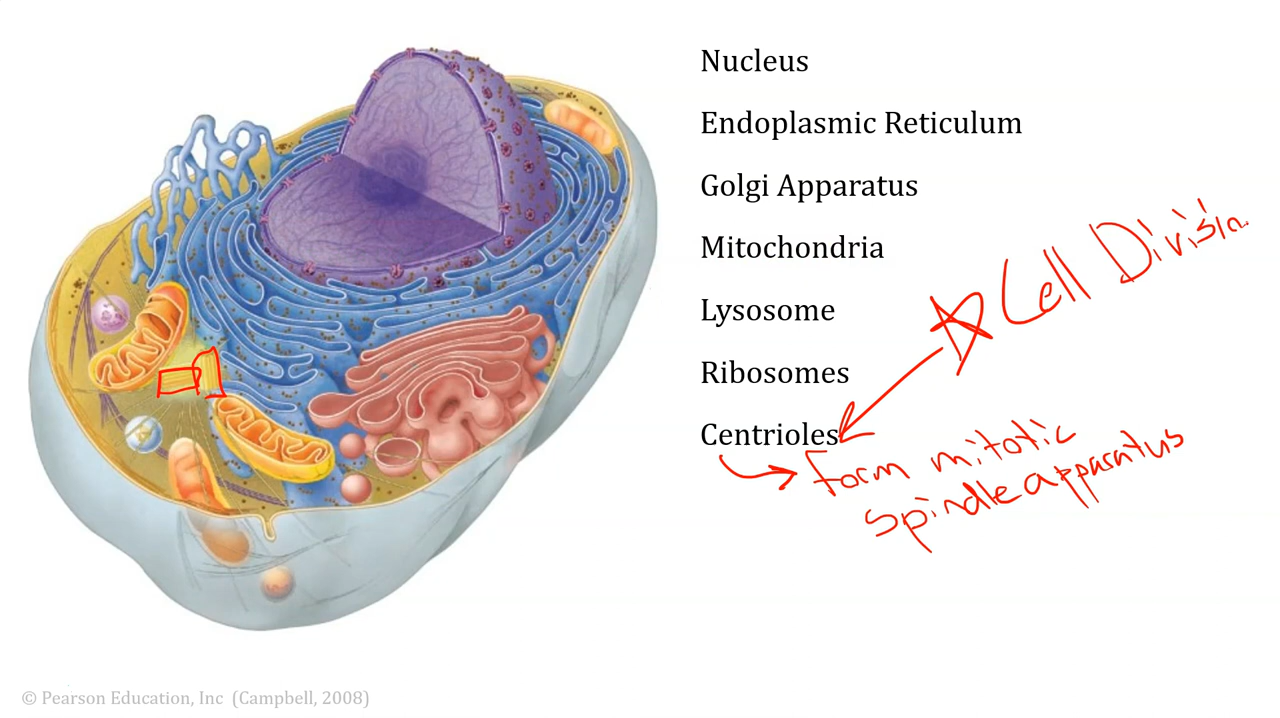 Nucleus
Endoplasmic Reticulum
Golgi Apparatus
Mitochondria
Cell Division
Lysosome
Ribosomes
Centrioles
form mitotic
spindle apparatus
© Pearson Education, Inc (Campbell, 2008)